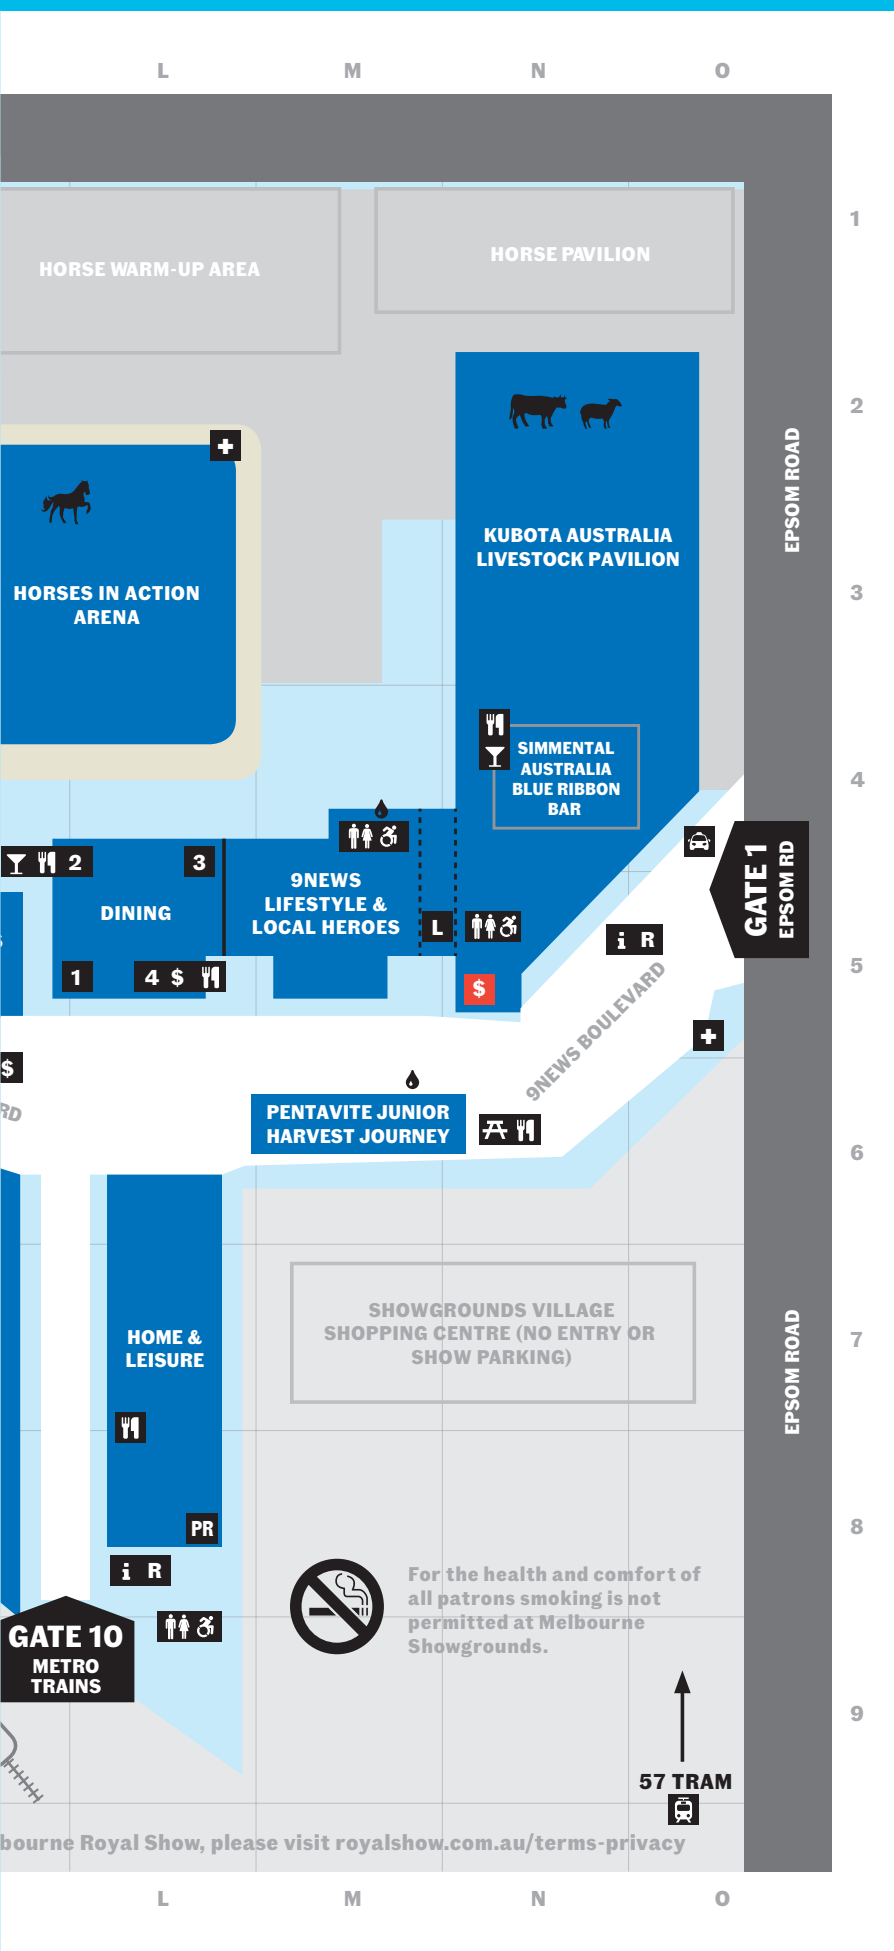 L M N O
1
HORSE WARM-UP AREA
HORSE PAVILION
2
EPSOM ROAD
KUBOTA AUSTRALIA
LIVESTOCK PAVILION
3
HORSES IN ACTION
ARENA
4
SIMMENTAL
AUSTRALIA
BLUE RIBBON
BAR
GATE 1
EPSOM RD
2
3
9NEWS
LIFESTYLE &
LOCAL HEROES
DINING
L
i R
5
1
4 $
$
9NEWS BOULEVARD
$
RD
PENTAVITE JUNIOR
HARVEST JOURNEY
6
SHOWGROUNDS VILLAGE
SHOPPING CENTRE (NO ENTRY OR
SHOW PARKING)
7
HOME &
LEISURE
EPSOM ROAD
PR
8
i R
For the health and comfort of
all patrons smoking is not
permitted at Melbourne
Showgrounds.
GATE 10
METRO
TRAINS
9
57 TRAM
bourne Royal Show, please visit royalshow.com.au/terms-privacy
L M N O